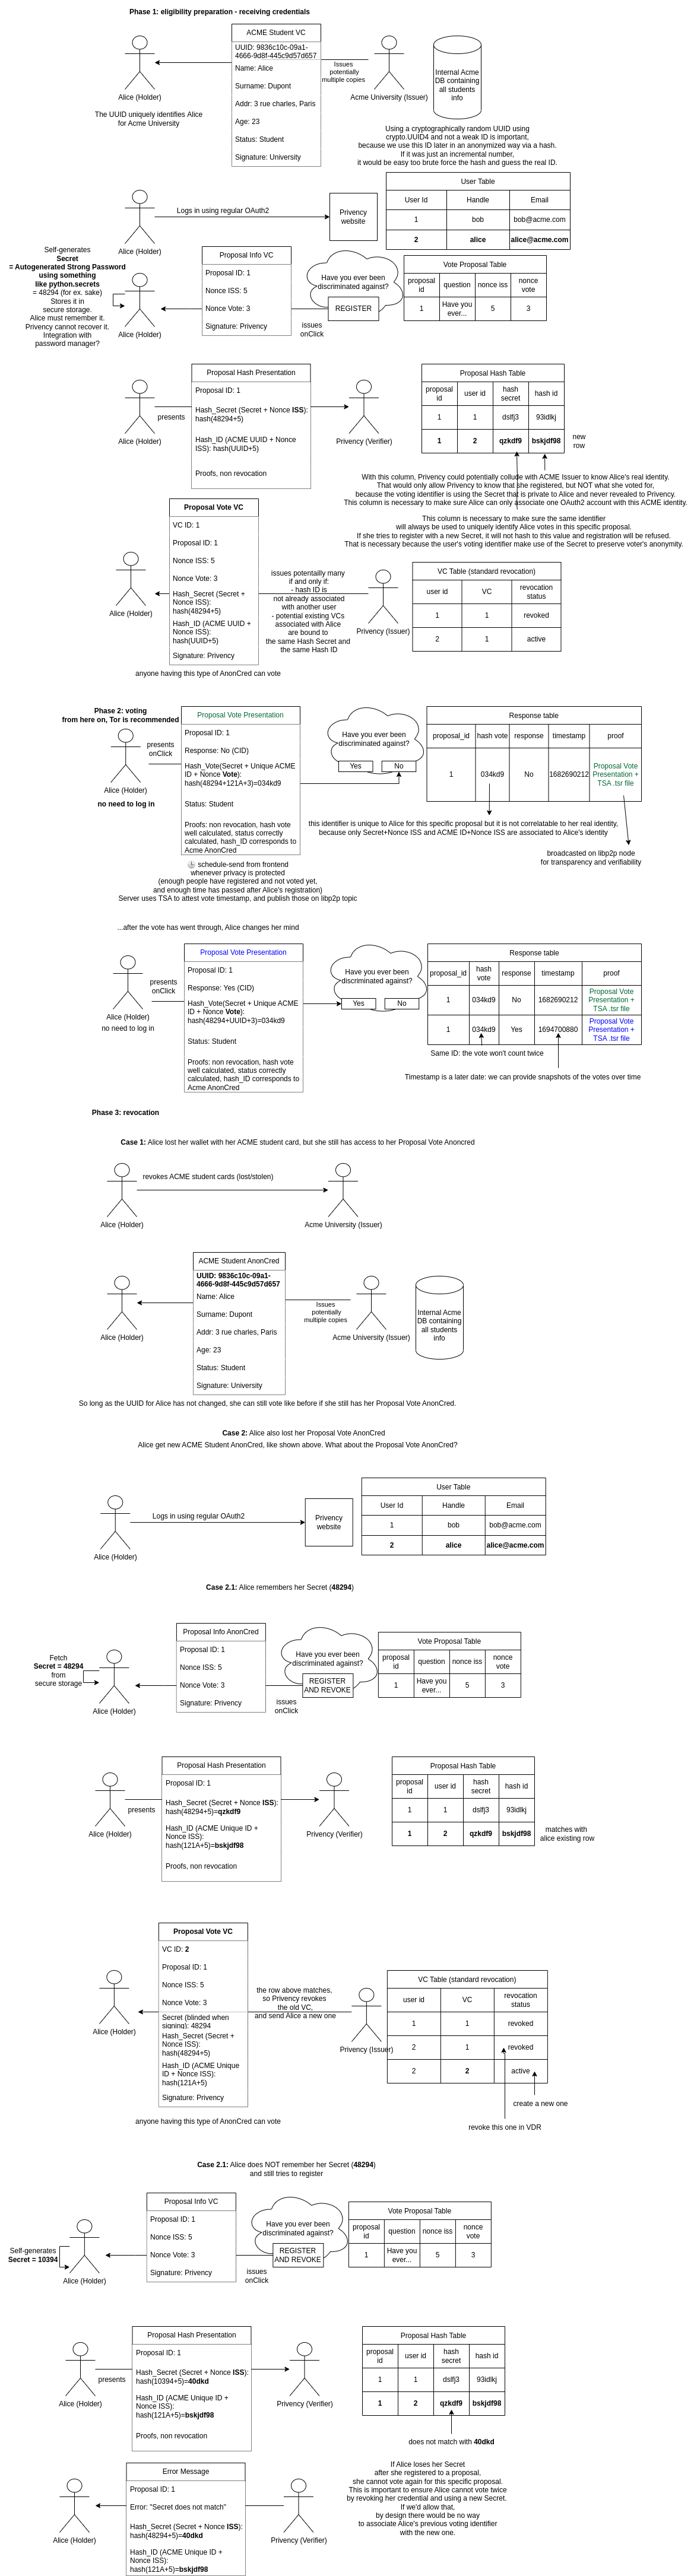 Phase 1: eligibility preparation - receiving credentials
ACME Student VC
UUID: 9836c10c-09a1-
4666-9d8f-445c9d57d657
Name: Alice
Surname: Dupont
Addr: 3 rue charles, Paris
Age: 23
Status: Student
Signature: University
Alice (Holder)
The UUID uniquely identifies Alice
for Acme University
Issues
potentially
multiple copies
Acme University (Issuer)
Internal Acme
DB containing
all students
info
Using a cryptographically random UUID using
crypto.UUID4 and not a weak ID is important,
because we use this ID later in an anonymized way via a hash.
If it was just an incremental number,
it would be easy too brute force the hash and guess the real ID.
Alice (Holder)
Logs in using regular OAuth2
Privency
website
User Table
User Id
Handle
Email
1
bob
bob@acme.com
2
alice
alice@acme.com
Self-generates
Secret
= Autogenerated Strong Password
using something
like python.secrets
= 48294 (for ex. sake)
Stores it in
secure storage.
Alice must remember it.
Privency cannot recover it.
Integration with
password manager?
Alice (Holder)
Proposal Info VC
Proposal ID: 1
Nonce ISS: 5
Nonce Vote: 3
Signature: Privency
issues
onClick
Have you ever been
discriminated against?
REGISTER
Vote Proposal Table
proposal
id
question
nonce iss
nonce
vote
1
Have you
ever...
5
3
Alice (Holder)
presents
Proposal Hash Presentation
Proposal ID: 1
Hash_Secret (Secret + Nonce ISS):
hash(48294+5)
Hash_ID (ACME UUID + Nonce
ISS): hash(UUID+5)
Proofs, non revocation
Privency (Verifier)
Proposal Hash Table
proposal
id
user id
hash
secret
hash id
1
1
dslfj3
93idlkj
1
2
qzkdf9
bskjdf98
new
row
With this column, Privency could potentially collude with ACME Issuer to know Alice's real identity.
That would only allow Privency to know that she registered, but NOT what she voted for,
because the voting identifier is using the Secret that is private to Alice and never revealed to Privency.
This column is necessary to make sure Alice can only associate one OAuth2 account with this ACME identity.
This column is necessary to make sure the same identifier
will always be used to uniquely identify Alice votes in this specific proposal.
If she tries to register with a new Secret, it will not hash to this value and registration will be refused.
That is necessary because the user's voting identifier make use of the Secret to preserve voter's anonymity.
Alice (Holder)
Proposal Vote VC
VC ID: 1
Proposal ID: 1
Nonce ISS: 5
Nonce Vote: 3
Hash_Secret (Secret +
Nonce ISS):
hash(48294+5)
Hash_ID (ACME UUID +
Nonce ISS):
hash(UUID+5)
Signature: Privency
issues potentailly many
if and only if:
- hash ID is
not already associated
with another user
- potential existing VCs
associated with Alice
are bound to
the same Hash Secret and
the same Hash ID
Privency (Issuer)
VC Table (standard revocation)
user id
VC
revocation
status
1
1
revoked
2
1
active
anyone having this type of AnonCred can vote
Phase 2: voting
from here on, Tor is recommended
Alice (Holder)
no need to log in
presents
onClick
Proposal Vote Presentation
Proposal ID: 1
Response: No (CID)
Hash_Vote(Secret + Unique ACME
ID + Nonce Vote):
hash(48294+121A+3)=034kd9
Status: Student
Proofs: non revocation, hash vote
well calculated, status correctly
calculated, hash_ID corresponds to
Acme AnonCred
Have you ever been
discriminated against?
Yes
No
Response table
proposal_id
hash vote
response
timestamp
proof
1
034kd9
No
1682690212
Proposal Vote
Presentation +
TSA .tsr file
this identifier is unique to Alice for this specific proposal but it is not correlatable to her real identity,
because only Secret+Nonce ISS and ACME ID+Nonce ISS are associated to Alice's identity
broadcasted on libp2p node
for transparency and verifiability
schedule-send from frontend
whenever privacy is protected
(enough people have registered and not voted yet,
and enough time has passed after Alice's registration)
Server uses TSA to attest vote timestamp, and publish those on libp2p topic
...after the vote has went through, Alice changes her mind
Alice (Holder)
no need to log in
presents
onClick
Proposal Vote Presentation
Proposal ID: 1
Response: Yes (CID)
Hash_Vote(Secret + Unique ACME
ID + Nonce Vote):
hash(48294+UUID+3)=034kd9
Status: Student
Proofs: non revocation, hash vote
well calculated, status correctly
calculated, hash_ID corresponds to
Acme AnonCred
Have you ever been
discriminated against?
Yes
No
Response table
proposal_id
hash
vote
response
timestamp
proof
1
034kd9
No
1682690212
Proposal Vote
Presentation +
TSA .tsr file
1
034kd9
Yes
1694700880
Proposal Vote
Presentation +
TSA .tsr file
Same ID: the vote won't count twice
Timestamp is a later date: we can provide snapshots of the votes over time
Phase 3: revocation
Case 1: Alice lost her wallet with her ACME student card, but she still has access to her Proposal Vote Anoncred
revokes ACME student cards (lost/stolen)
Alice (Holder)
Acme University (Issuer)
ACME Student AnonCred
UUID: 9836c10c-09a1-
4666-9d8f-445c9d57d657
Name: Alice
Surname: Dupont
Addr: 3 rue charles, Paris
Age: 23
Status: Student
Signature: University
Alice (Holder)
Issues
potentially
multiple copies
Acme University (Issuer)
Internal Acme
DB containing
all students
info
So long as the UUID for Alice has not changed, she can still vote like before if she still has her Proposal Vote AnonCred.
Case 2: Alice also lost her Proposal Vote AnonCred
Alice get new ACME Student AnonCred, like shown above. What about the Proposal Vote AnonCred?
Alice (Holder)
Logs in using regular OAuth2
Privency
website
User Table
User Id
Handle
Email
1
bob
bob@acme.com
2
alice
alice@acme.com
Case 2.1: Alice remembers her Secret (48294)
Fetch
Secret = 48294
from
secure storage
Alice (Holder)
Proposal Info AnonCred
Proposal ID: 1
Nonce ISS: 5
Nonce Vote: 3
Signature: Privency
issues
onClick
Have you ever been
discriminated against?
REGISTER
AND REVOKE
Vote Proposal Table
proposal
id
question
nonce iss
nonce
vote
1
Have you
ever...
5
3
Alice (Holder)
presents
Proposal Hash Presentation
Proposal ID: 1
Hash_Secret (Secret + Nonce ISS):
hash(48294+5)=qzkdf9
Hash_ID (ACME Unique ID +
Nonce ISS):
hash(121A+5)=bskjdf98
Proofs, non revocation
Privency (Verifier)
Proposal Hash Table
proposal
id
user id
hash
secret
hash id
1
1
dslfj3
93idlkj
1
2
qzkdf9
bskjdf98
matches with
alice existing row
Alice (Holder)
Proposal Vote VC
VC ID: 2
Proposal ID: 1
Nonce ISS: 5
Nonce Vote: 3
Secret (blinded when
signing): 48294
Hash_Secret (Secret +
Nonce ISS):
hash(48294+5)
Hash_ID (ACME Unique
ID + Nonce ISS):
hash(121A+5)
Signature: Privency
the row above matches,
so Privency revokes
the old VC,
and send Alice a new one
Privency (Issuer)
VC Table (standard revocation)
user id
VC
revocation
status
1
1
revoked
2
1
revoked
2
2
active
create a new one
revoke this one in VDR
anyone having this type of AnonCred can vote
Case 2.1: Alice does NOT remember her Secret (48294)
and still tries to register
Self-generates
Secret = 10394
Alice (Holder)
Proposal Info VC
Proposal ID: 1
Nonce ISS: 5
Nonce Vote: 3
Signature: Privency
issues
onClick
Have you ever been
discriminated against?
REGISTER
AND REVOKE
Vote Proposal Table
proposal
id
question
nonce iss
nonce
vote
1
Have you
ever...
5
3
Alice (Holder)
presents
Proposal Hash Presentation
Proposal ID: 1
Hash_Secret (Secret + Nonce ISS):
hash(10394+5)=40dkd
Hash_ID (ACME Unique ID +
Nonce ISS):
hash(121A+5)=bskjdf98
Proofs, non revocation
Privency (Verifier)
Proposal Hash Table
proposal
id
user id
hash
secret
hash id
1
1
dslfj3
93idlkj
1
2
qzkdf9
bskjdf98
does not match with 40dkd
Alice (Holder)
Error Message
Proposal ID: 1
Error: "Secret does not match"
Hash_Secret (Secret + Nonce ISS):
hash(48294+5)=40dkd
Hash_ID (ACME Unique ID +
Nonce ISS):
hash(121A+5)=bskjdf98
Privency (Verifier)
If Alice loses her Secret
after she registered to a proposal,
she cannot vote again for this specific proposal.
This is important to ensure Alice cannot vote twice
by revoking her credential and using a new Secret.
If we'd allow that,
by design there would be no way
to associate Alice's previous voting identifier
with the new one.